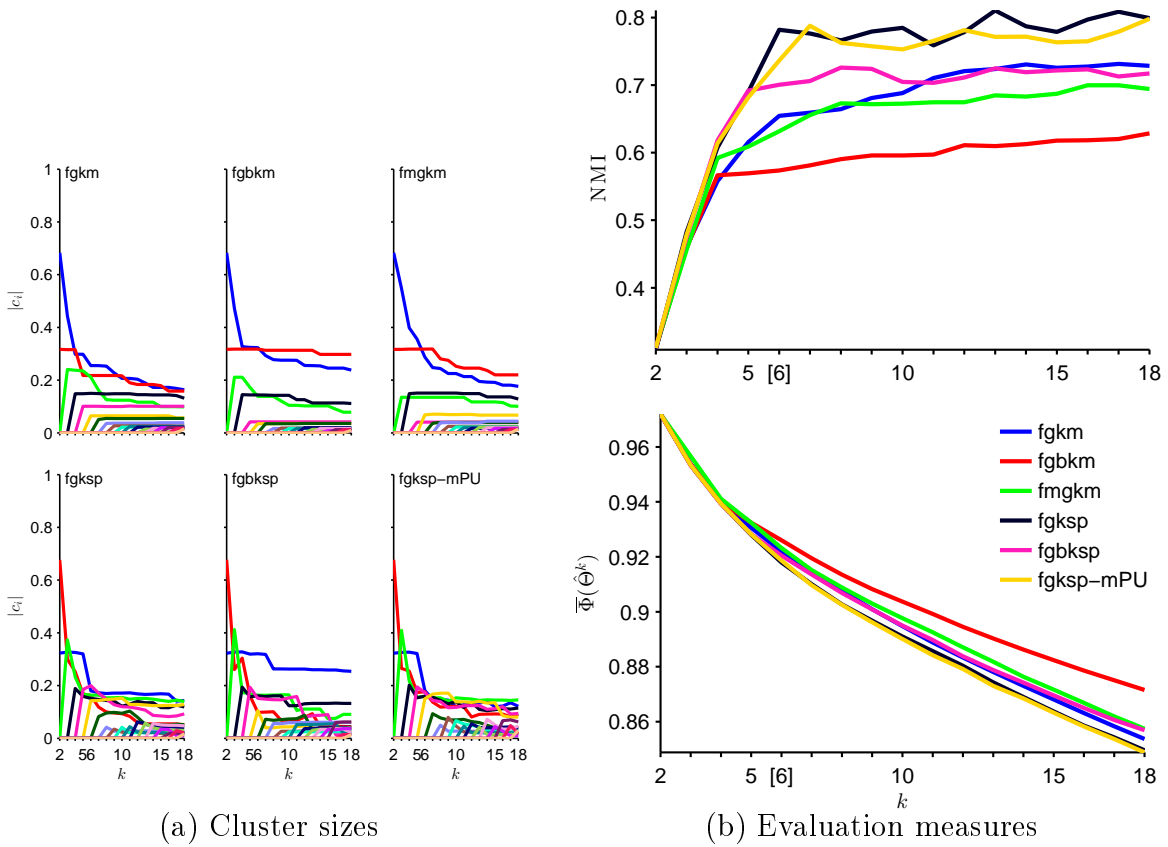 fgkm
fgbkm
fmgkm
1
0.8
0.6
0.4
0.2
0
|c_i|
fgksp
fgbksp
fgksp−mPU
1
0.8
0.6
0.4
0.2
0
|c_i|
2 56 10 18
2 56 10 18
2 56 10 15 18
k
k
k
(a) Cluster sizes
0.8
0.7
0.6
0.5
0.4
NMI
2 5 [6] 10 15 18
0.96
0.94
0.92
0.9
0.88
0.86
Φ̅(Θ̂^k)
fgkm
fgbkm
fmgkm
fgksp
fgbksp
fgksp−mPU
2 5 [6] 10 15 18
k
(b) Evaluation measures